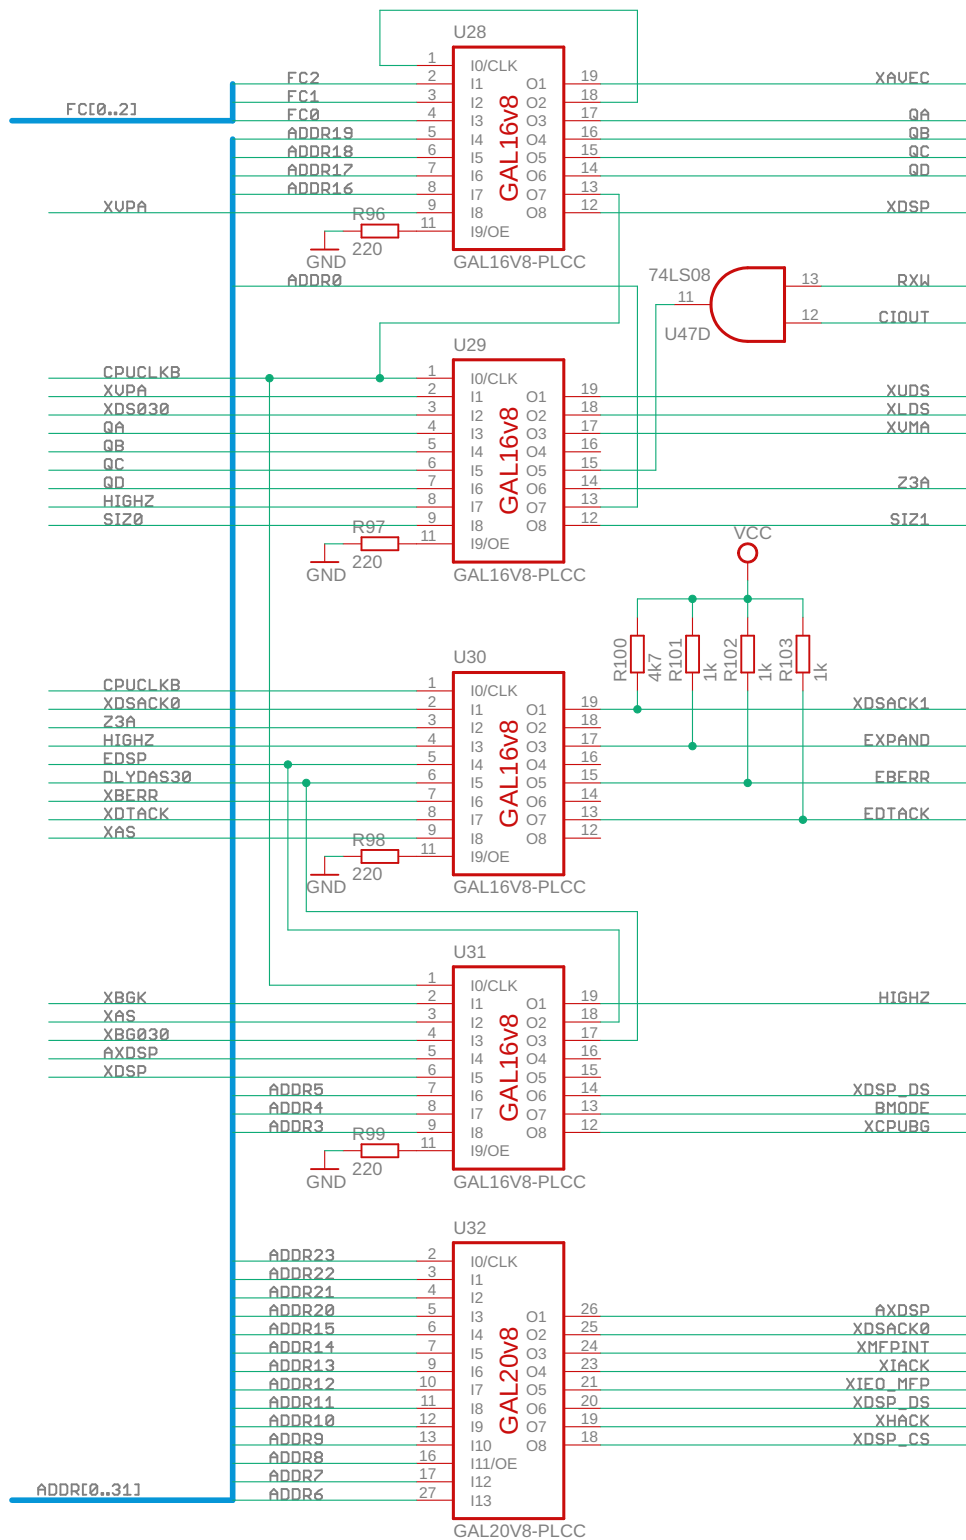 U28
1 I0/CLK
FC2 2 I1 O1 19 XAVEC
FC[0..2] FC1 3 I2 O2 18
FC0 4 I3 O3 17 QA
ADDR19 5 I4 O4 16 QB
ADDR18 6 I5 O5 15 QC
ADDR17 7 I6 O6 14 QD
ADDR16 8 I7 O7 13
XVPA 9 I8 O8 12 XDSP
R96 11 I9/OE
GAL16v8
GND 220 GAL16V8-PLCC
ADDR0
74LS08
13 RXW
11
12 CIOUT
U47D
U29
CPUCLKB 1 I0/CLK
XVPA 2 I1 O1 19 XUDS
XDS030 3 I2 O2 18 XLDS
QA 4 I3 O3 17 XVMA
QB 5 I4 O4 16
QC 6 I5 O5 15
QD 7 I6 O6 14 Z3A
HIGHZ 8 I7 O7 13
SIZ0 9 I8 O8 12 SIZ1
R97 11 I9/OE
GAL16v8
GND 220 GAL16V8-PLCC
VCC
R100 4k7 R101 1k R102 1k R103 1k
U30
CPUCLKB 1 I0/CLK
XDSACK0 2 I1 O1 19 XDSACK1
Z3A 3 I2 O2 18
HIGHZ 4 I3 O3 17 EXPAND
EDSP 5 I4 O4 16
DLYDAS30 6 I5 O5 15 EBERR
XBERR 7 I6 O6 14
XDTACK 8 I7 O7 13 EDTACK
XAS 9 I8 O8 12
R98 11 I9/OE
GAL16v8
GND 220 GAL16V8-PLCC
U31
1 I0/CLK
XBGK 2 I1 O1 19 HIGHZ
XAS 3 I2 O2 18
XBG030 4 I3 O3 17
AXDSP 5 I4 O4 16
XDSP 6 I5 O5 15
ADDR5 7 I6 O6 14 XDSP_DS
ADDR4 8 I7 O7 13 BMODE
ADDR3 9 I8 O8 12 XCPUBG
R99 11 I9/OE
GAL16v8
GND 220 GAL16V8-PLCC
U32
ADDR23 2 I0/CLK
ADDR22 3 I1
ADDR21 4 I2
ADDR20 5 I3 O1 26 AXDSP
ADDR15 6 I4 O2 25 XDSACK0
ADDR14 7 I5 O3 24 XMFPINT
ADDR13 9 I6 O4 23 XIACK
ADDR12 10 I7 O5 21 XIEO_MFP
ADDR11 11 I8 O6 20 XDSP_DS
ADDR10 12 I9 O7 19 XHACK
ADDR9 13 I10 O8 18 XDSP_CS
ADDR8 16 I11/OE
ADDR7 17 I12
ADDR[0..31] ADDR6 27 I13
GAL20v8
GAL20V8-PLCC